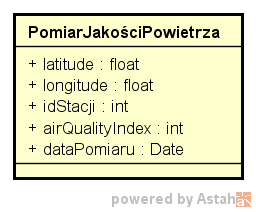 PomiarJakościPowietrza
+ latitude : float
+ longitude : float
+ idStacji : int
+ airQualityIndex : int
+ dataPomiaru : Date
powered by Astah